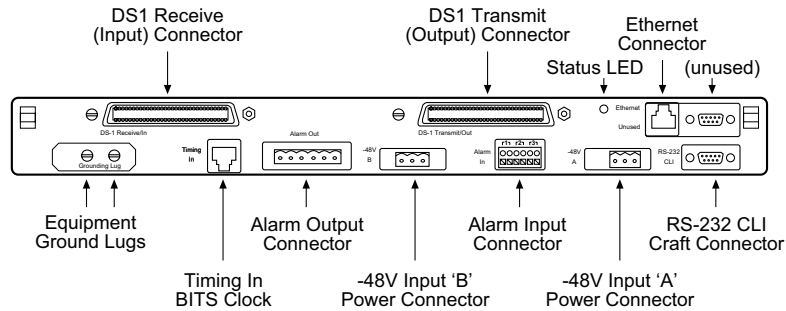 DS1 Receive
(Input) Connector
DS1 Transmit
(Output) Connector
Ethernet
Connector
Status LED
(unused)
DS-1 Receive/In
DS-1 Transmit/Out
Ethernet
Unused
Grounding Lug
Timing
In
Alarm Out
-48V
B
Alarm
In
r1 r2 r3
-48V
A
RS-232
CLI
Equipment
Ground Lugs
Alarm Output
Connector
Alarm Input
Connector
RS-232 CLI
Craft Connector
Timing In
BITS Clock
-48V Input ‘B’
Power Connector
-48V Input ‘A’
Power Connector